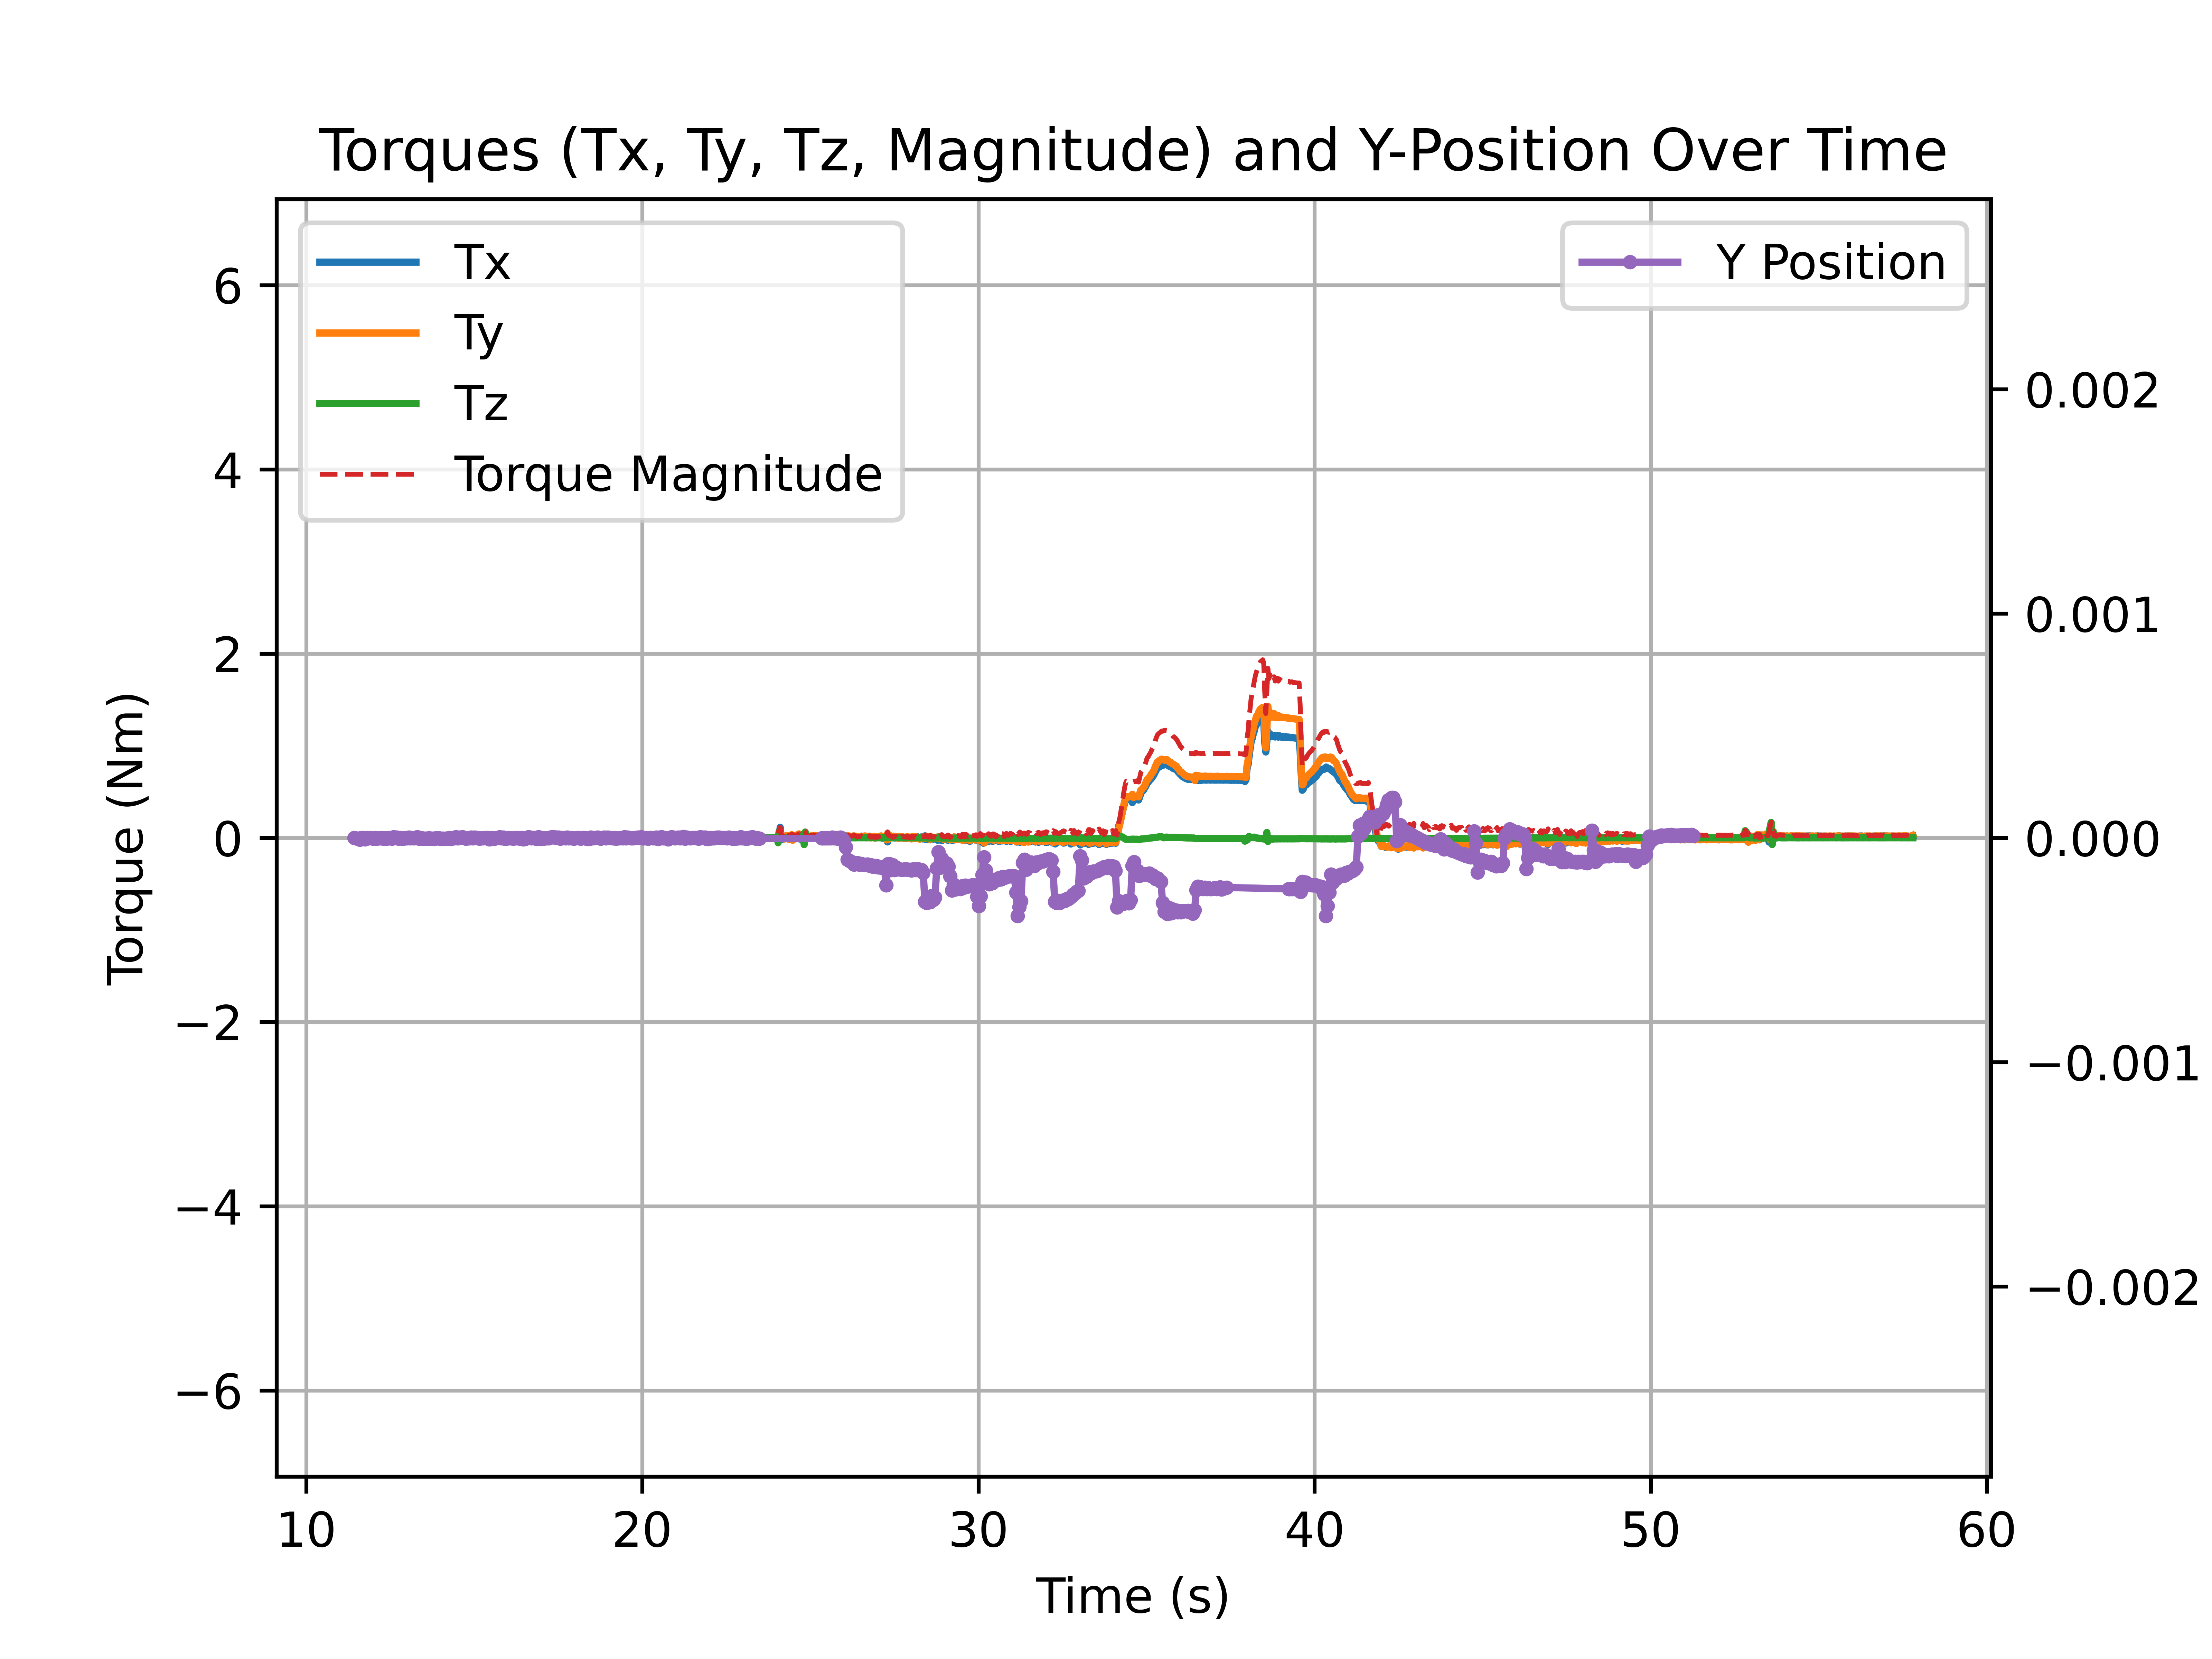 Torques (Tx, Ty, Tz, Magnitude) and Y-Position Over Time
Tx
Ty
Tz
Torque Magnitude
Y Position
6
4
2
0
−2
−4
−6
Torque (Nm)
0.002
0.001
0.000
−0.001
−0.002
10 20 30 40 50 60
Time (s)